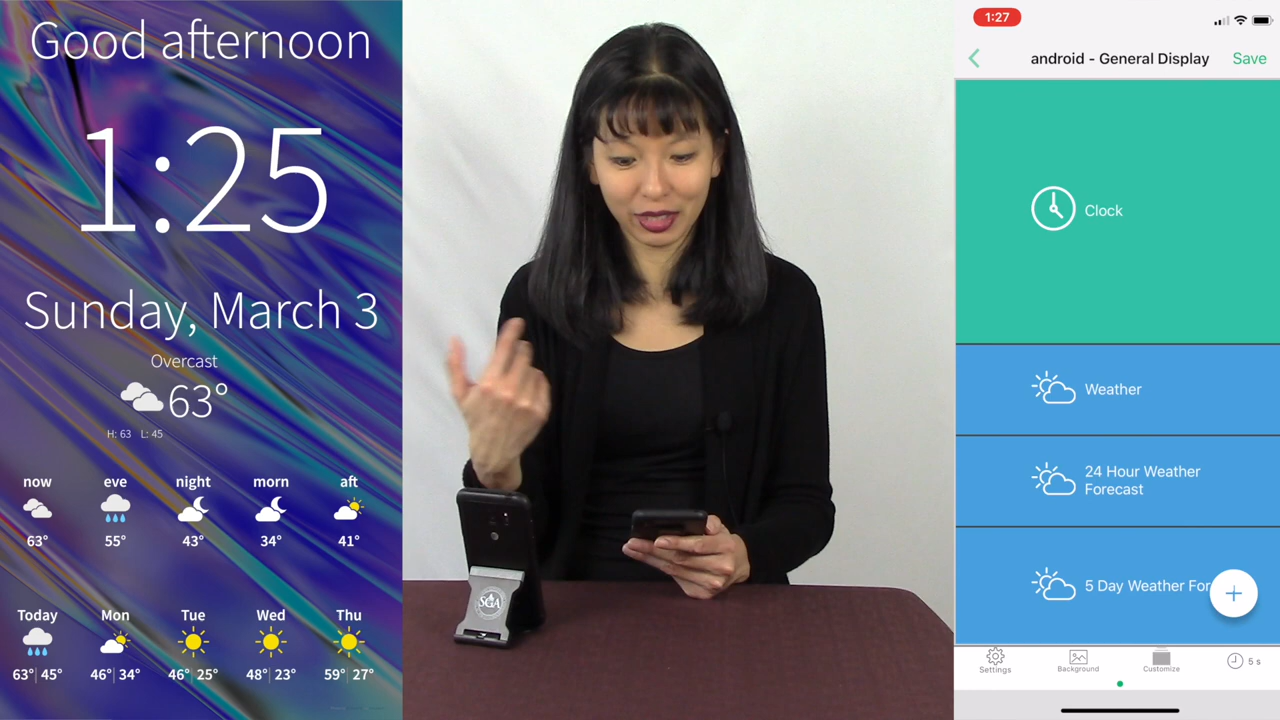 Good afternoon
1:25
Sunday, March 3
Overcast
63°
H: 63 L: 45
now eve night morn aft
63° 55° 43° 34° 41°
Today Mon Tue Wed Thu
63°|45° 46°|34° 46°|25° 48°|23° 59°|27°
SGA
1:27
android - General Display
Save
Clock
Weather
24 Hour Weather
Forecast
5 Day Weather For
+
Settings
Background
Customize
5 s